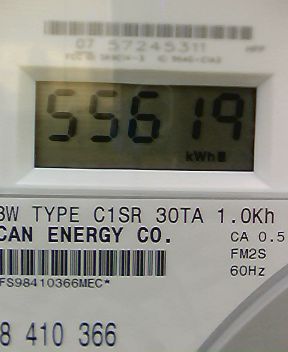 07 57245311
55619
kWh
3W TYPE C1SR 30TA 1.0Kh
CAN ENERGY CO.
CA 0.5
FM2S
60Hz
FS98410366MEC*
8 410 366